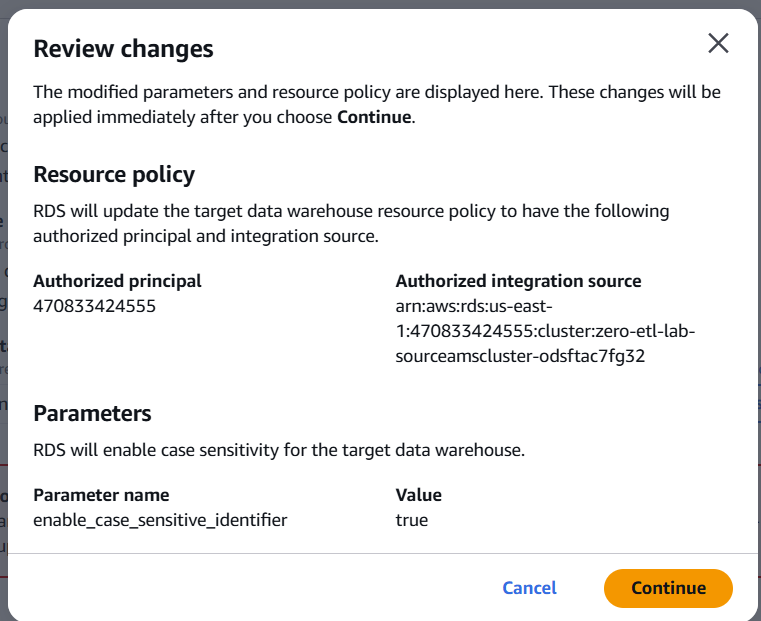 Review changes
The modified parameters and resource policy are displayed here. These changes will be
applied immediately after you choose Continue.
Resource policy
RDS will update the target data warehouse resource policy to have the following
authorized principal and integration source.
Authorized principal
470833424555
Authorized integration source
arn:aws:rds:us-east-
1:470833424555:cluster:zero-etl-lab-
sourceamscluster-odsftac7fg32
Parameters
RDS will enable case sensitivity for the target data warehouse.
Parameter name
enable_case_sensitive_identifier
Value
true
Cancel
Continue